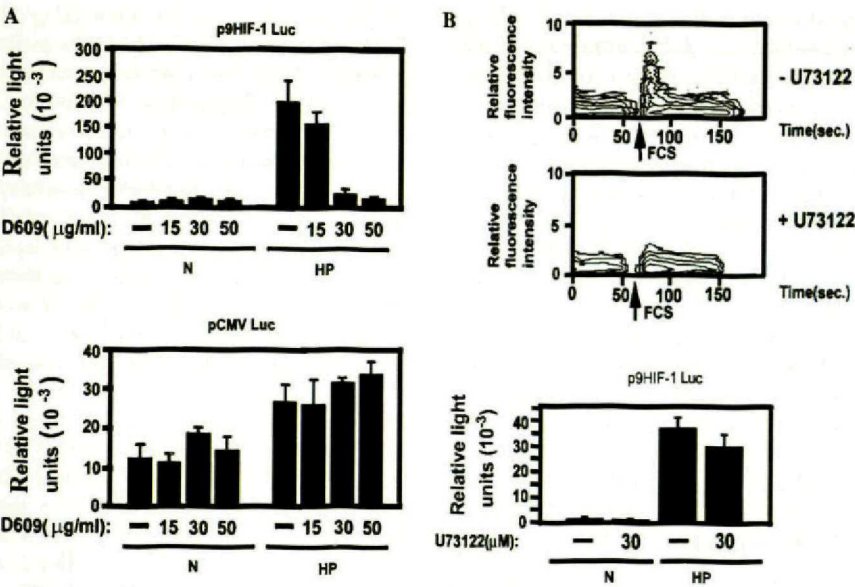 A
p9HIF-1 Luc
Relative light
units (10 -3)
300
250
200
150
100
50
0
D609( μg/ml): – 15 30 50 – 15 30 50
N HP
pCMV Luc
Relative light
units (10 -3)
40
30
20
10
0
D609( μg/ml): – 15 30 50 – 15 30 50
N HP
B
Relative
fluorescence
intensity
10
5
0
0 50 100 150
- U73122
Time(sec.)
FCS
Relative
fluorescence
intensity
10
5
0
0 50 100 150
+ U73122
Time(sec.)
FCS
p9HIF-1 Luc
Relative light
units (10-3)
40
30
20
10
0
U73122(μM): – 30 – 30
N HP